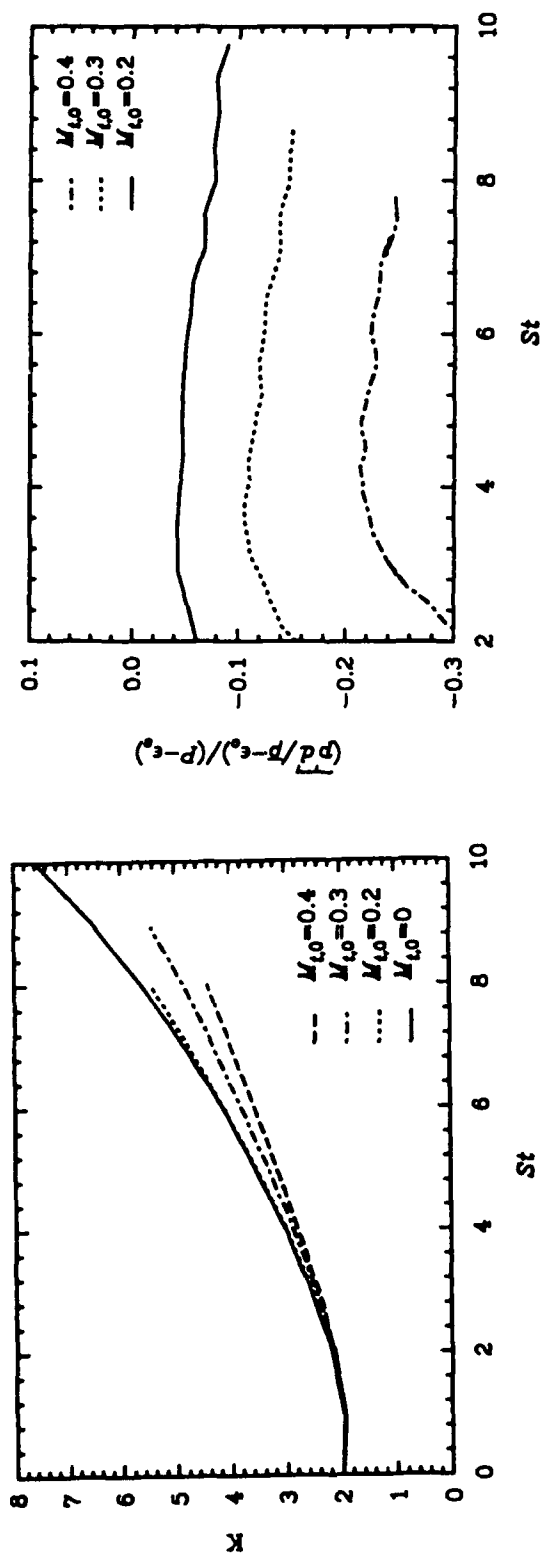 K
8
7
6
5
4
3
2
1
0
0 2 4 6 8 10
St
M_{t,0}=0.4
M_{t,0}=0.3
M_{t,0}=0.2
M_{t,0}=0
(pd/ρ−ϵ_c)/(P−ϵ_s)
0.1
0.0
−0.1
−0.2
−0.3
2 4 6 8 10
St
M_{t,0}=0.4
M_{t,0}=0.3
M_{t,0}=0.2